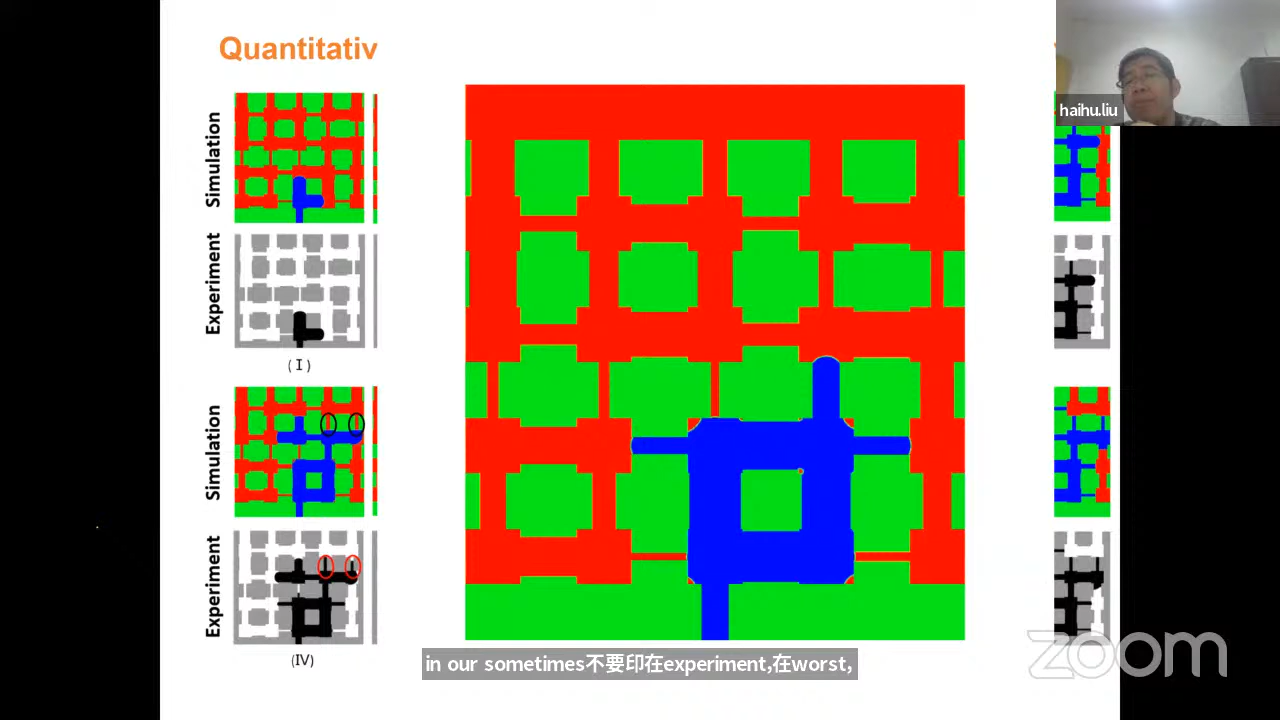 Quantitativ
haihu.liu
Simulation
Experiment
( I )
Simulation
Experiment
(IV)
in our sometimes不要印在experiment,在worst,
zoom